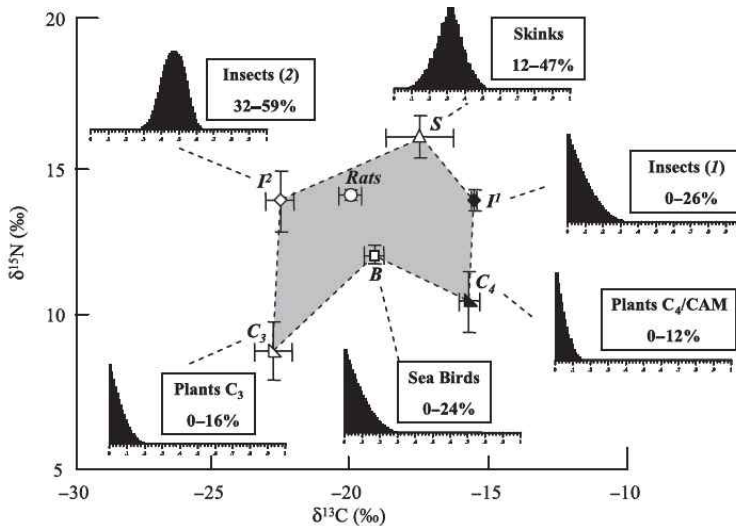 20
15
10
5
δ¹⁵N (‰)
Insects (2)
32–59%
Skinks
12–47%
Insects (1)
0–26%
Plants C₄/CAM
0–12%
Sea Birds
0–24%
Plants C₃
0–16%
S
I²
Rats
I¹
B
C₄
C₃
−30
−25
−20
−15
−10
δ¹³C (‰)